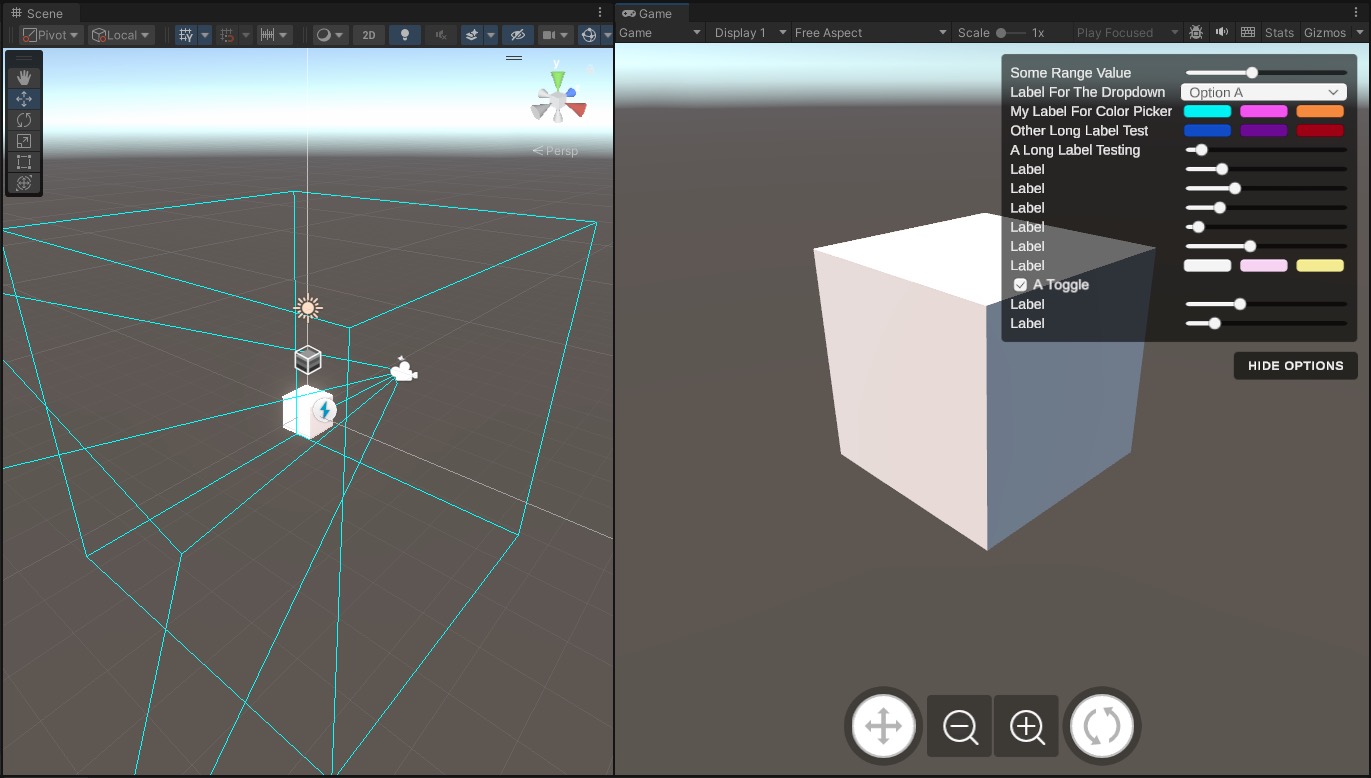 Scene
Pivot Local 2D
y
Persp
Game
Game Display 1 Free Aspect Scale 1x Play Focused Stats Gizmos
Some Range Value
Label For The Dropdown Option A
My Label For Color Picker
Other Long Label Test
A Long Label Testing
Label
Label
Label
Label
Label
Label
A Toggle
Label
Label
HIDE OPTIONS